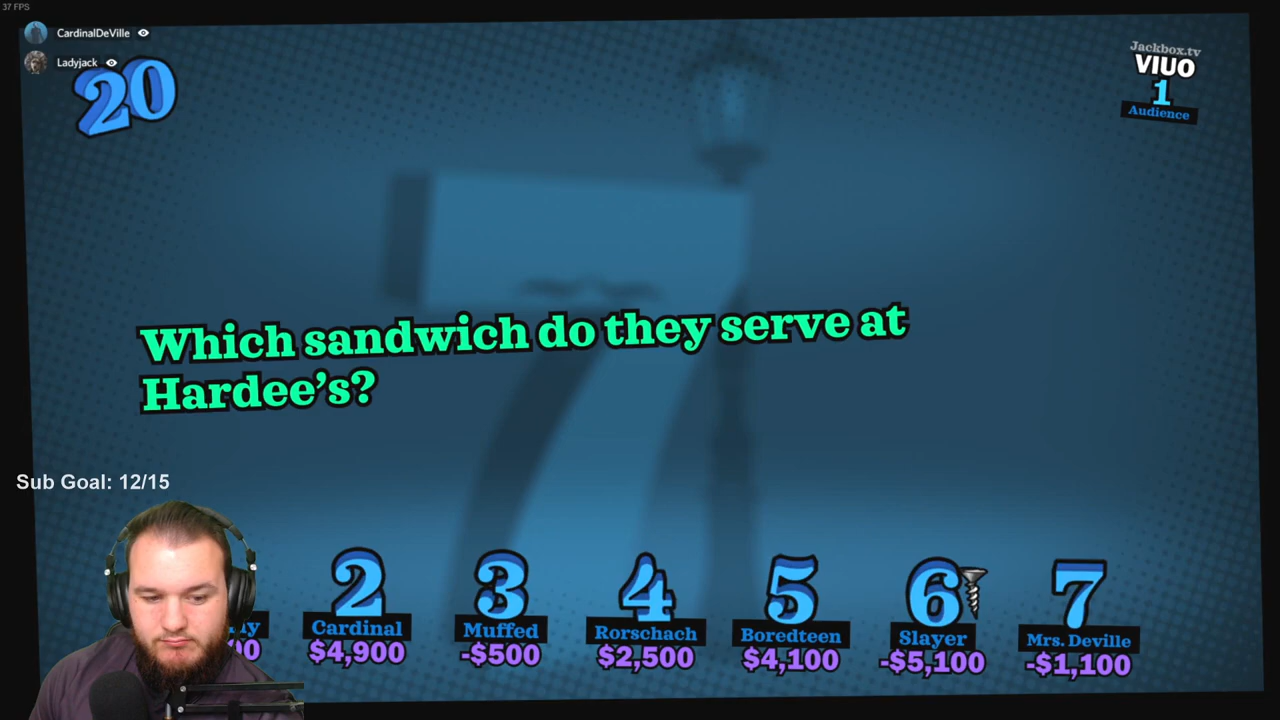 37 FPS
CardinalDeVille
Ladyjack
20
Jackbox.tv
VIUO
1
Audience
Which sandwich do they serve at
Hardee's?
Sub Goal: 12/15
2 3 4 5 6 7
Cardinal Muffed Rorschach Boredteen Slayer Mrs. Deville
$4,900 -$500 $2,500 $4,100 -$5,100 -$1,100